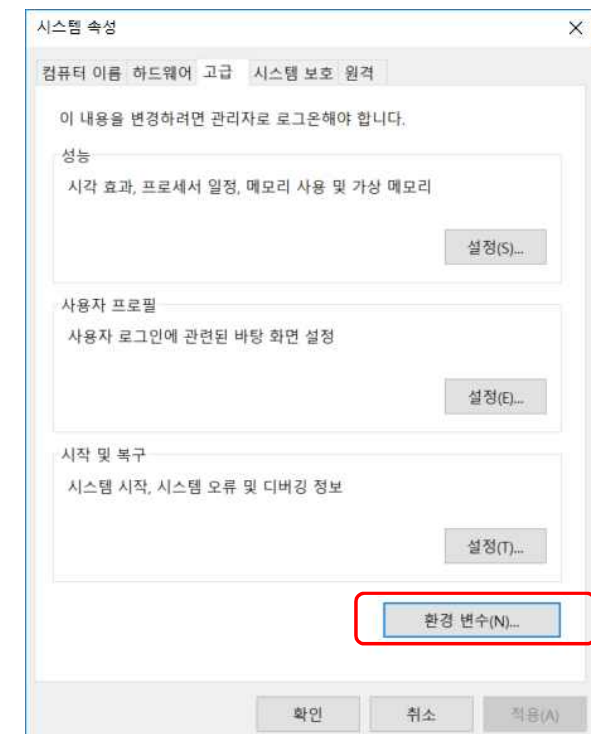 시스템 속성
컴퓨터 이름 하드웨어 고급 시스템 보호 원격
이 내용을 변경하려면 관리자로 로그온해야 합니다.
성능
시각 효과, 프로세서 일정, 메모리 사용 및 가상 메모리
설정(S)...
사용자 프로필
사용자 로그인에 관련된 바탕 화면 설정
설정(E)...
시작 및 복구
시스템 시작, 시스템 오류 및 디버깅 정보
설정(T)...
환경 변수(N)...
확인 취소 적용(A)